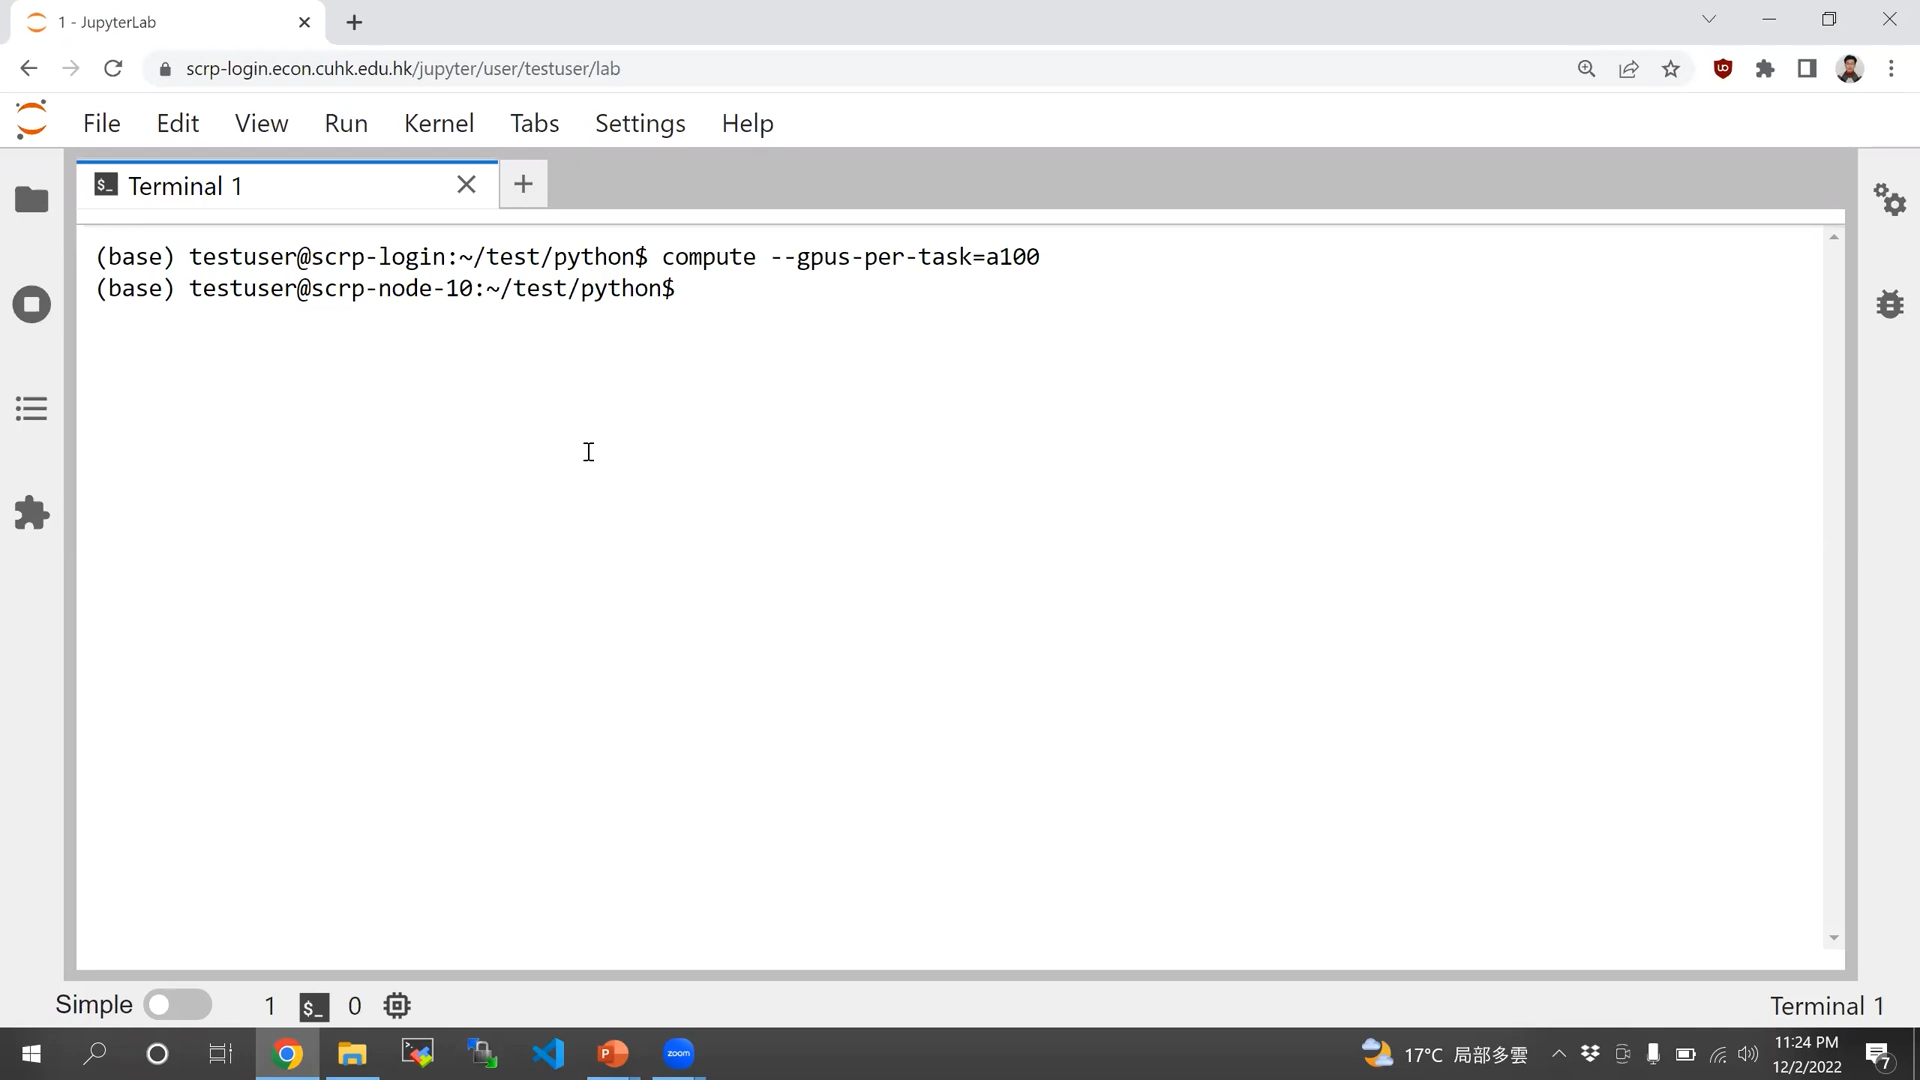 1 - JupyterLab
scrp-login.econ.cuhk.edu.hk/jupyter/user/testuser/lab
File Edit View Run Kernel Tabs Settings Help
$_ Terminal 1
(base) testuser@scrp-login:~/test/python$ compute --gpus-per-task=a100
(base) testuser@scrp-node-10:~/test/python$
Simple 1 $_ 0 Terminal 1
P zoom 17°C 局部多雲 11:24 PM
12/2/2022 7